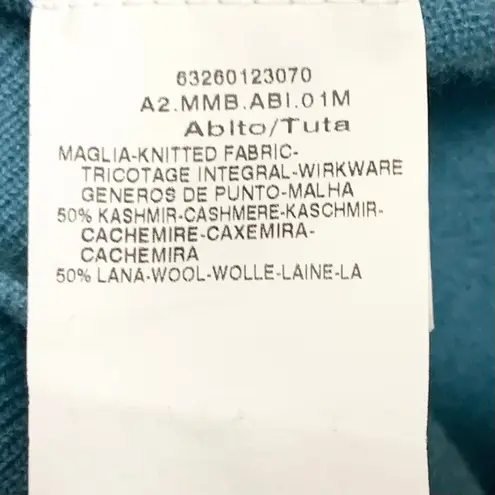 63260123070
A2.MMB.ABI.01M
Abito/Tuta
MAGLIA-KNITTED FABRIC-
TRICOTAGE INTEGRAL-WIRKWARE
GENEROS DE PUNTO-MALHA
50% KASHMIR-CASHMERE-KASCHMIR-
CACHEMIRE-CAXEMIRA-
CACHEMIRA
50% LANA-WOOL-WOLLE-LAINE-LA